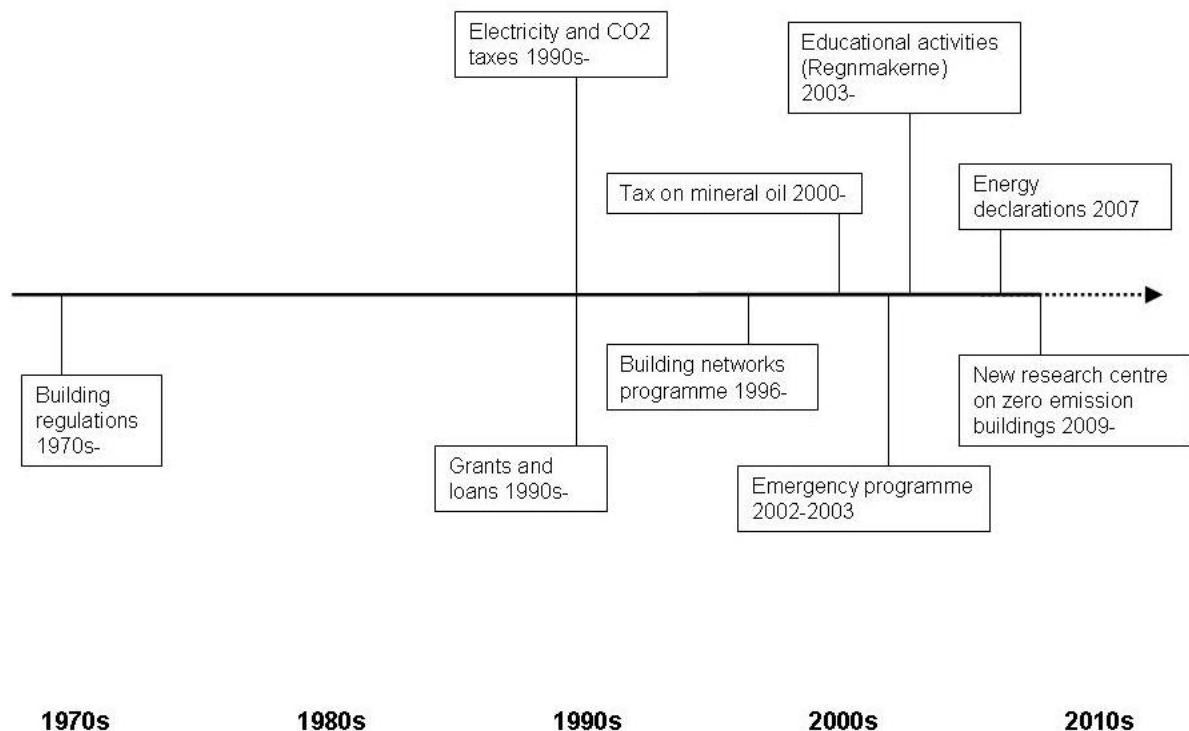 Electricity and CO2
taxes 1990s-
Educational activities
(Regnmakerne)
2003-
Tax on mineral oil 2000-
Energy
declarations 2007
Building
regulations
1970s-
Building networks
programme 1996-
New research centre
on zero emission
buildings 2009-
Grants and
loans 1990s-
Emergency programme
2002-2003
1970s
1980s
1990s
2000s
2010s